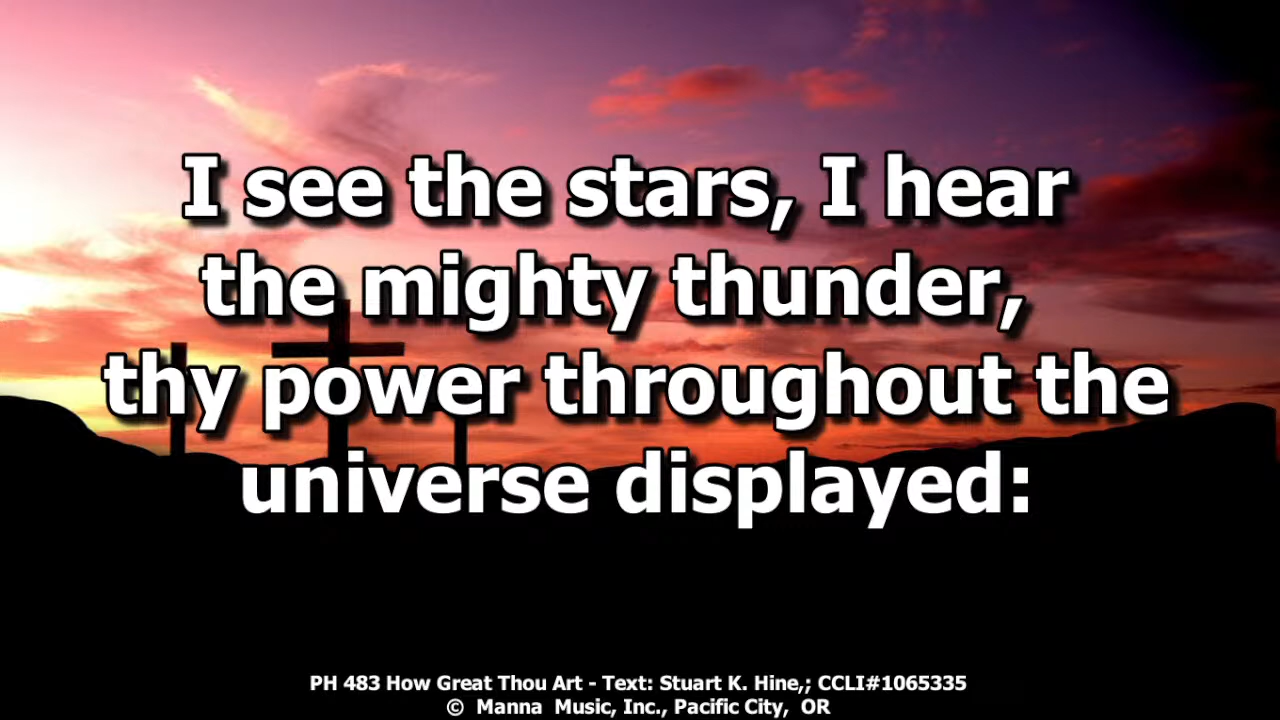 I see the stars, I hear
the mighty thunder,
thy power throughout the
universe displayed:
PH 483 How Great Thou Art - Text: Stuart K. Hine,; CCLI#1065335
© Manna Music, Inc., Pacific City, OR